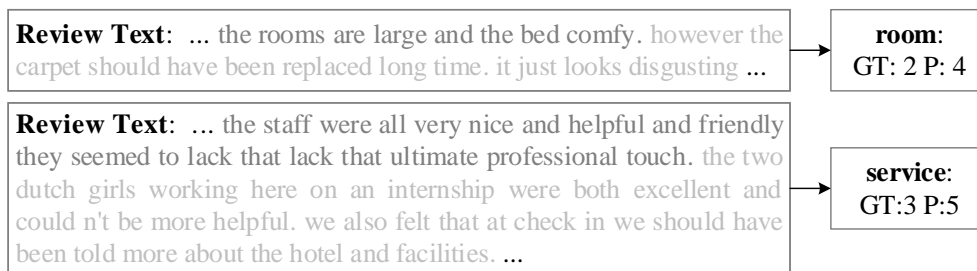 Review Text: ... the rooms are large and the bed comfy. however the
carpet should have been replaced long time. it just looks disgusting ...
room:
GT: 2 P: 4
Review Text: ... the staff were all very nice and helpful and friendly
they seemed to lack that lack that ultimate professional touch. the two
dutch girls working here on an internship were both excellent and
could n't be more helpful. we also felt that at check in we should have
been told more about the hotel and facilities. ...
service:
GT:3 P:5